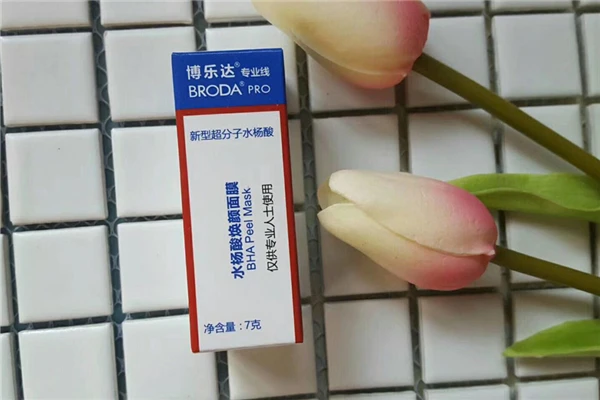 博乐达® 专业线
BRODA® PRO
新型超分子水杨酸
水杨酸焕颜面膜
BHA Peel Mask
仅供专业人士使用
净含量：7克